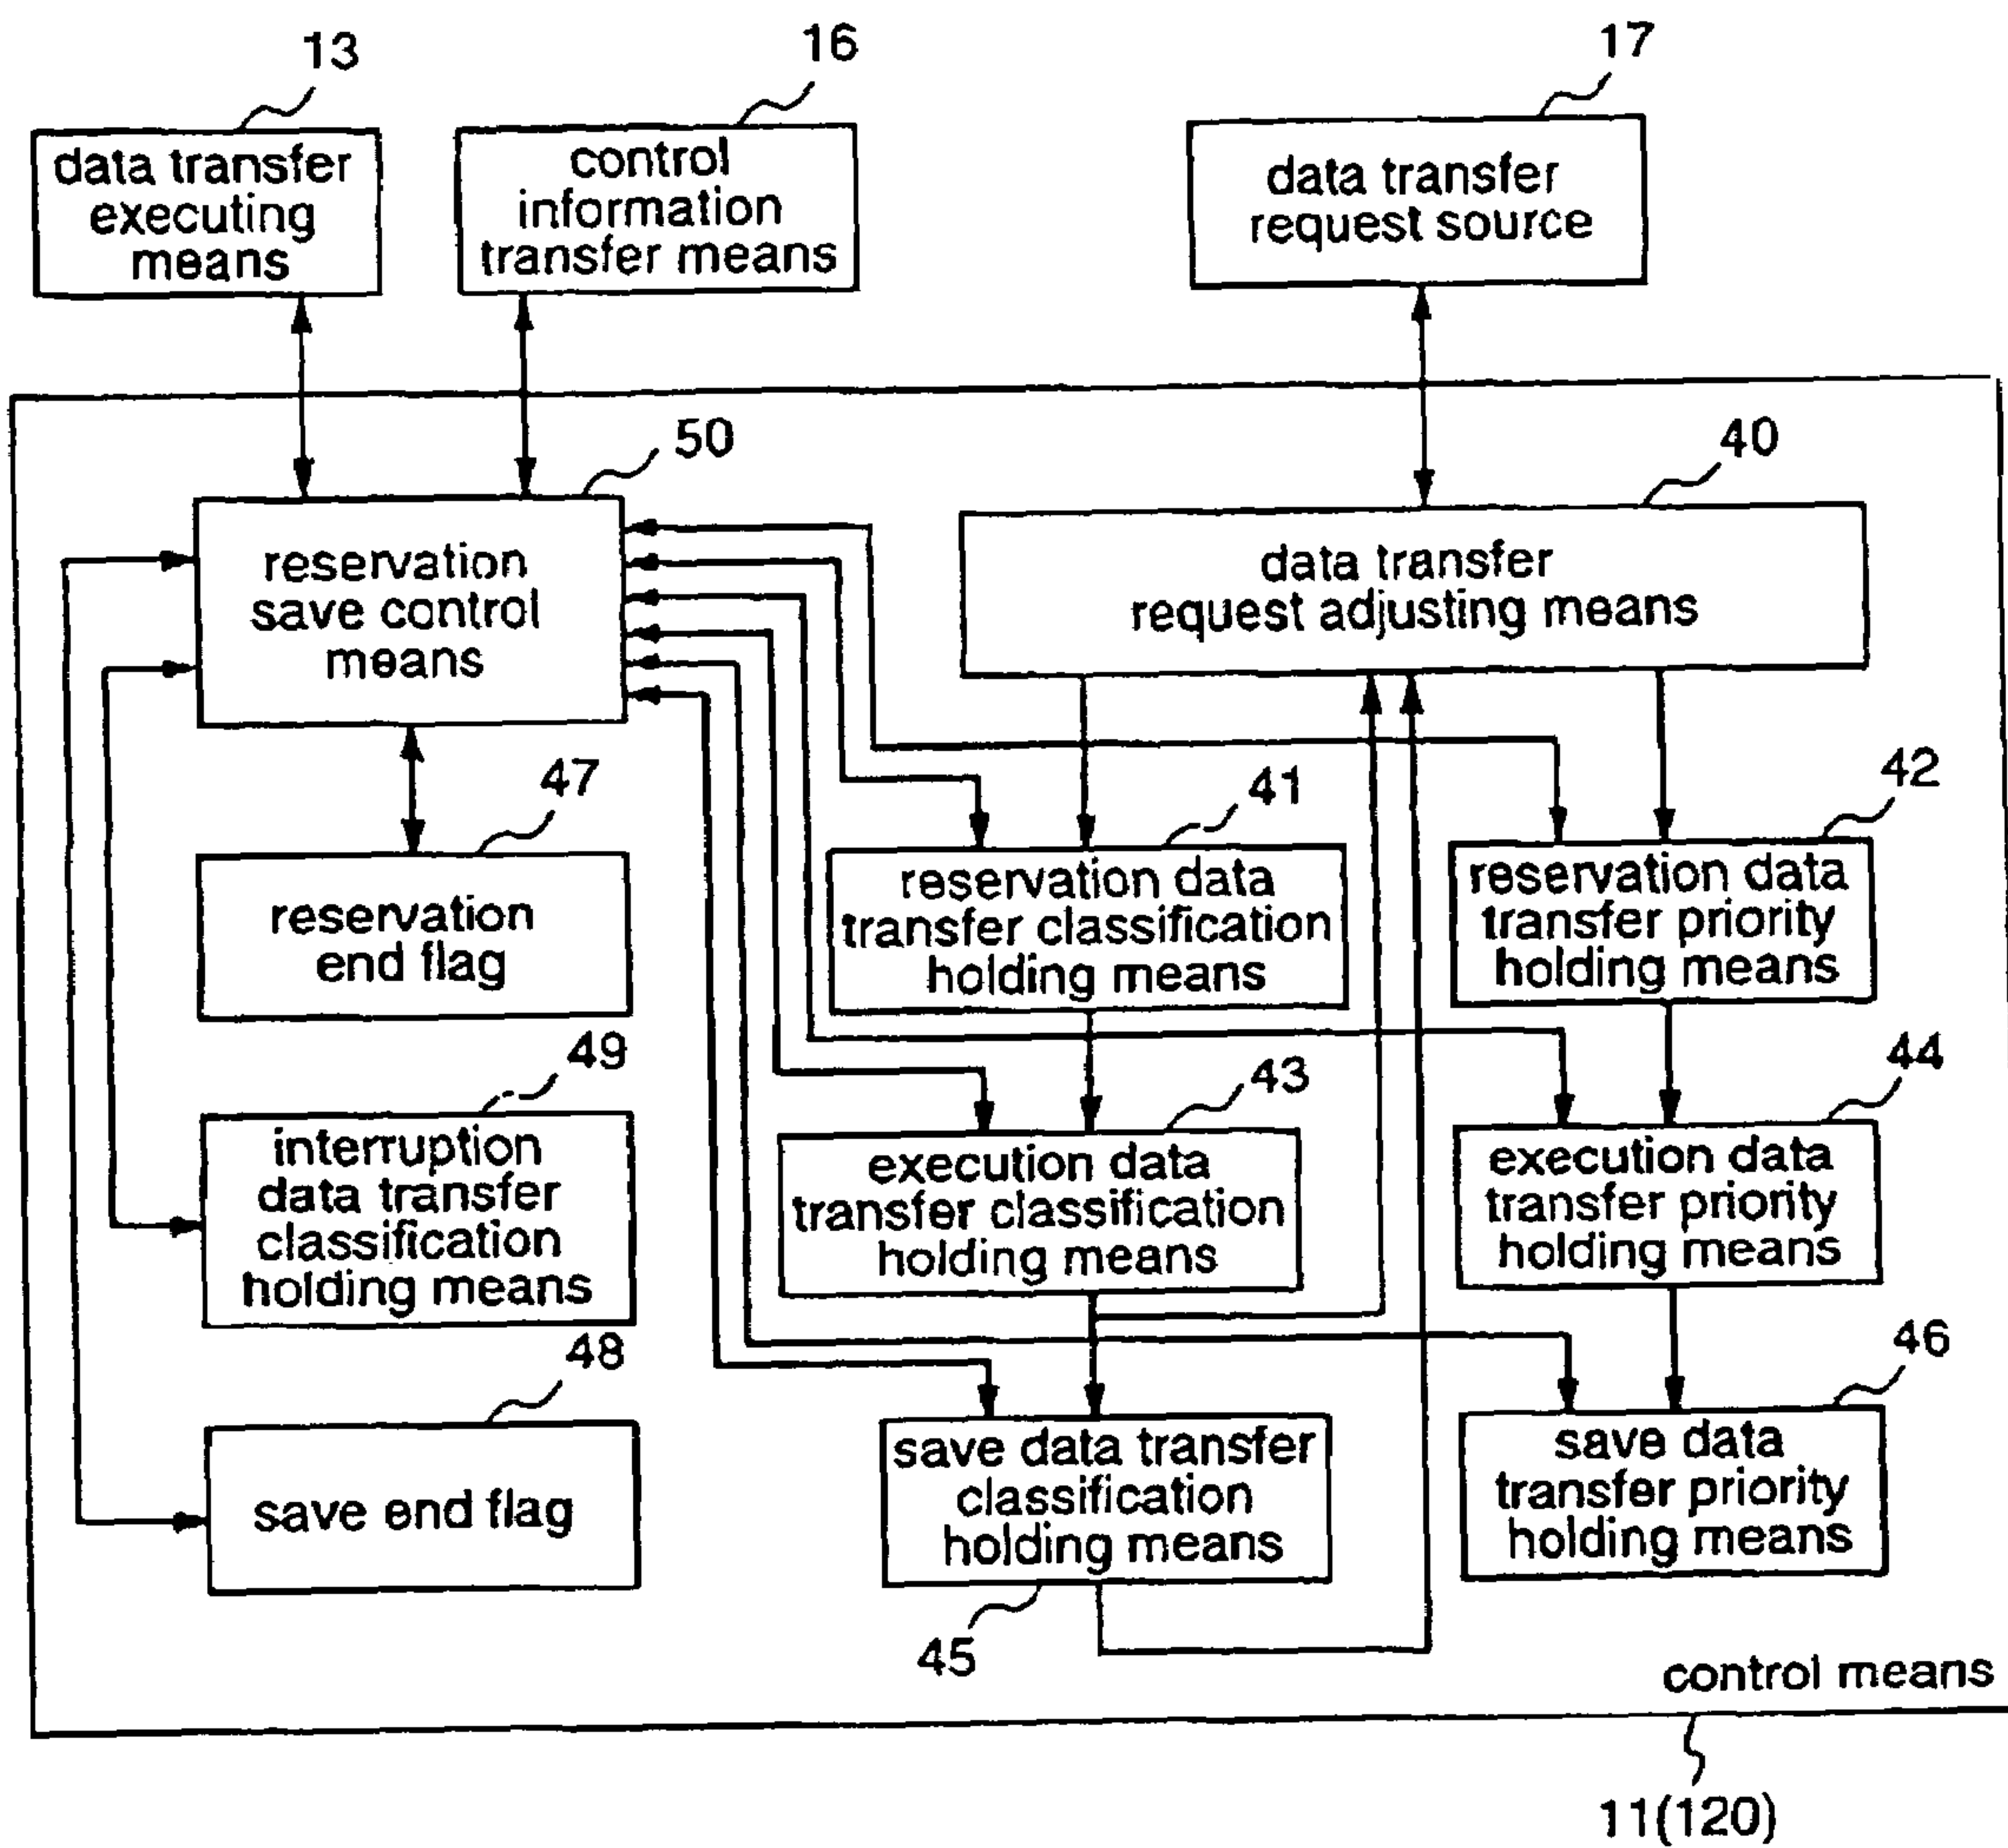 13
16
17
data transfer
executing
means
control
information
transfer means
data transfer
request source
50
40
reservation
save control
means
data transfer
request adjusting means
47
41
42
reservation
end flag
reservation data
transfer classification
holding means
reservation data
transfer priority
holding means
49
43
44
interruption
data transfer
classification
holding means
execution data
transfer classification
holding means
execution data
transfer priority
holding means
48
46
save end flag
save data transfer
classification
holding means
save data
transfer priority
holding means
45
control means
11(120)